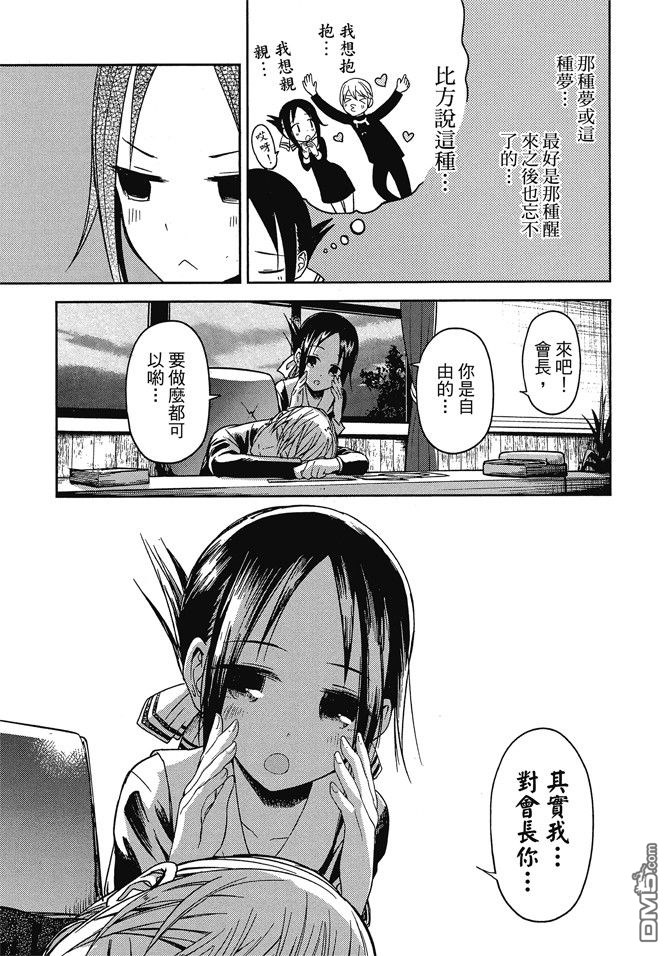 那種夢或這
種夢…
最好是那種醒
來之後也忘不
了的…
比方說這種…
我想抱
抱…
我想親
親…
哎呀!
來吧!
會長,
你是自
由的…
要做麼都可
以喲…
其實我…
對會長你…
DM5.com